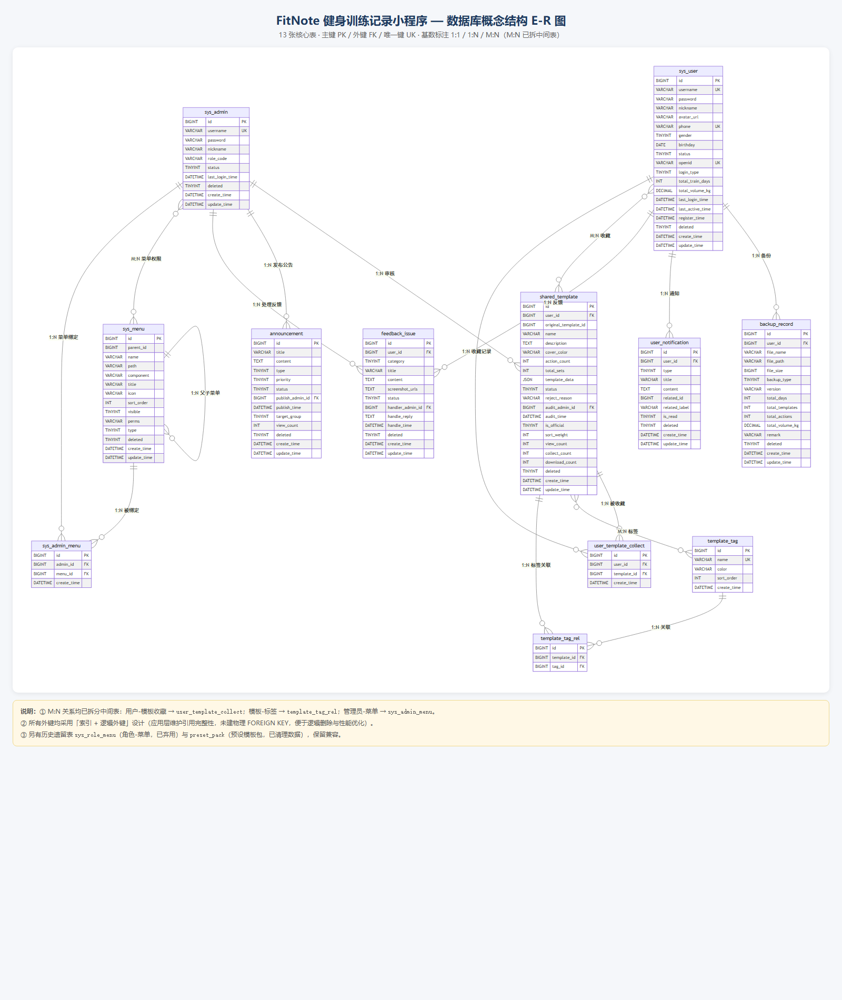 FitNote 健身训练记录小程序 — 数据库概念结构 E-R 图
13 张核心表 · 主键 PK / 外键 FK / 唯一键 UK · 基数标注 1:1 / 1:N / M:N（M:N 已拆中间表）
sys_user
BIGINT id PK
VARCHAR username UK
VARCHAR password
VARCHAR nickname
VARCHAR avatar_url
VARCHAR phone UK
TINYINT gender
DATE birthday
TINYINT status
VARCHAR openid UK
TINYINT login_type
INT total_train_days
DECIMAL total_volume_kg
DATETIME last_login_time
DATETIME last_active_time
DATETIME register_time
TINYINT deleted
DATETIME create_time
DATETIME update_time
sys_admin
BIGINT id PK
VARCHAR username UK
VARCHAR password
VARCHAR nickname
VARCHAR role_code
TINYINT status
DATETIME last_login_time
TINYINT deleted
DATETIME create_time
DATETIME update_time
M:N 收藏
M:N 菜单权限
1:N 发布公告
1:N 审核
1:N 备份
1:N 处理反馈
1:N 通知
1:N 反馈
1:N 菜单绑定
1:N 收藏记录
1:N 父子菜单
sys_menu
BIGINT id PK
BIGINT parent_id
VARCHAR name
VARCHAR path
VARCHAR component
VARCHAR title
VARCHAR icon
INT sort_order
TINYINT visible
VARCHAR perms
TINYINT type
TINYINT deleted
DATETIME create_time
DATETIME update_time
announcement
BIGINT id PK
VARCHAR title
TEXT content
TINYINT type
TINYINT priority
TINYINT status
BIGINT publish_admin_id FK
DATETIME publish_time
TINYINT target_group
INT view_count
TINYINT deleted
DATETIME create_time
DATETIME update_time
feedback_issue
BIGINT id PK
BIGINT user_id FK
TINYINT category
VARCHAR title
TEXT content
TEXT screenshot_urls
TINYINT status
BIGINT handler_admin_id FK
TEXT handle_reply
DATETIME handle_time
TINYINT deleted
DATETIME create_time
DATETIME update_time
shared_template
BIGINT id PK
BIGINT user_id FK
BIGINT original_template_id
VARCHAR name
TEXT description
VARCHAR cover_color
INT action_count
INT total_sets
JSON template_data
TINYINT status
VARCHAR reject_reason
BIGINT audit_admin_id FK
DATETIME audit_time
TINYINT is_official
INT sort_weight
INT view_count
INT collect_count
INT download_count
TINYINT deleted
DATETIME create_time
DATETIME update_time
user_notification
BIGINT id PK
BIGINT user_id FK
TINYINT type
VARCHAR title
TEXT content
BIGINT related_id
VARCHAR related_label
TINYINT is_read
TINYINT deleted
DATETIME create_time
DATETIME update_time
backup_record
BIGINT id PK
BIGINT user_id FK
VARCHAR file_name
VARCHAR file_path
BIGINT file_size
TINYINT backup_type
VARCHAR version
INT total_days
INT total_templates
INT total_actions
DECIMAL total_volume_kg
VARCHAR remark
TINYINT deleted
DATETIME create_time
DATETIME update_time
1:N 被绑定
1:N 被收藏
M:N 标签
1:N 标签关联
1:N 关联
sys_admin_menu
BIGINT id PK
BIGINT admin_id FK
BIGINT menu_id FK
DATETIME create_time
user_template_collect
BIGINT id PK
BIGINT user_id FK
BIGINT template_id FK
DATETIME create_time
template_tag
BIGINT id PK
VARCHAR name UK
VARCHAR color
INT sort_order
DATETIME create_time
template_tag_rel
BIGINT id PK
BIGINT template_id FK
BIGINT tag_id FK
说明：① M:N 关系均已拆分中间表：用户-模板收藏 → user_template_collect；模板-标签 → template_tag_rel；管理员-菜单 → sys_admin_menu。
② 所有外键均采用「索引 + 逻辑外键」设计（应用层维护引用完整性，未建物理 FOREIGN KEY，便于逻辑删除与性能优化）。
③ 另有历史遗留表 sys_role_menu（角色-菜单，已弃用）与 preset_pack（预设模板包，已清理数据），保留兼容。